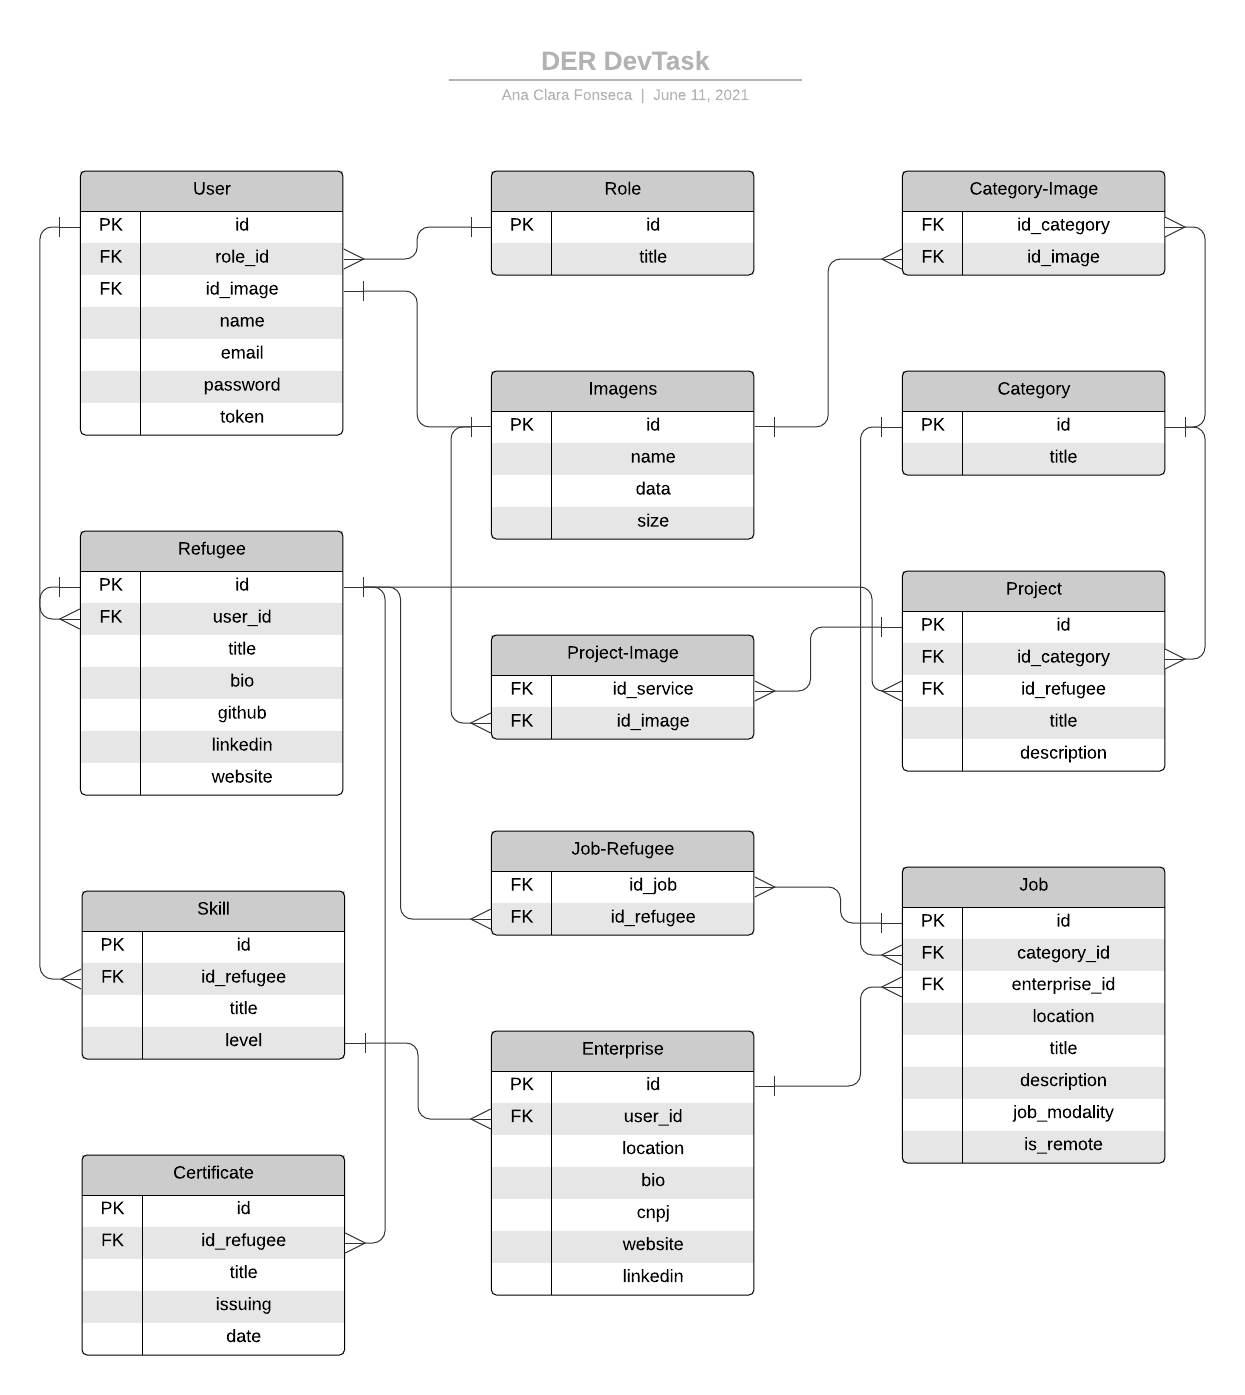 DER DevTask
Ana Clara Fonseca | June 11, 2021
User
PK id
FK role_id
FK id_image
name
email
password
token
Role
PK id
title
Category-Image
FK id_category
FK id_image
Imagens
PK id
name
data
size
Category
PK id
title
Refugee
PK id
FK user_id
title
bio
github
linkedin
website
Project-Image
FK id_service
FK id_image
Project
PK id
FK id_category
FK id_refugee
title
description
Job-Refugee
FK id_job
FK id_refugee
Job
PK id
FK category_id
FK enterprise_id
location
title
description
job_modality
is_remote
Skill
PK id
FK id_refugee
title
level
Enterprise
PK id
FK user_id
location
bio
cnpj
website
linkedin
Certificate
PK id
FK id_refugee
title
issuing
date